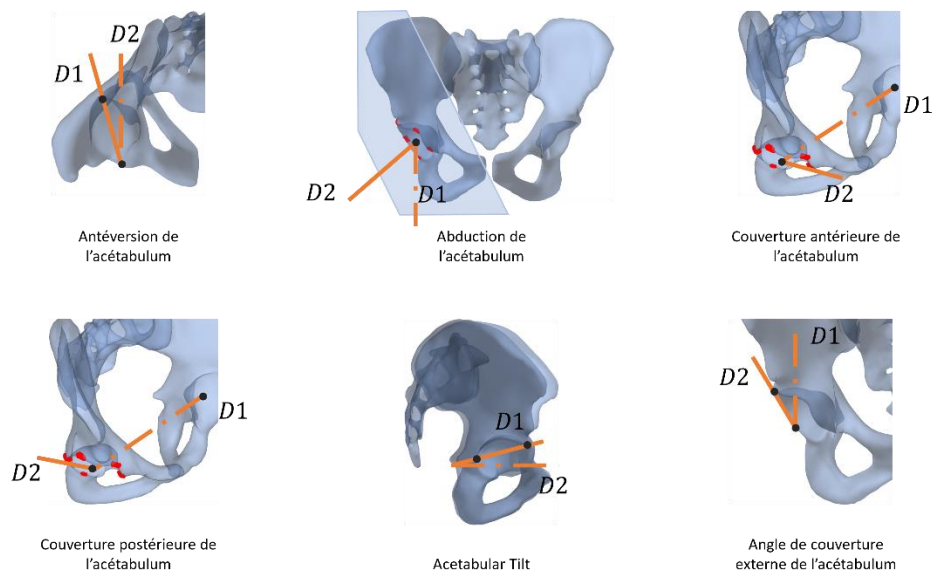 D2
D1
Antéversion de
l'acétabulum
D2
D1
Abduction de
l'acétabulum
D1
D2
Couverture antérieure de
l'acétabulum
D1
D2
Couverture postérieure de
l'acétabulum
D1
D2
Acetabular Tilt
D1
D2
Angle de couverture
externe de l'acétabulum